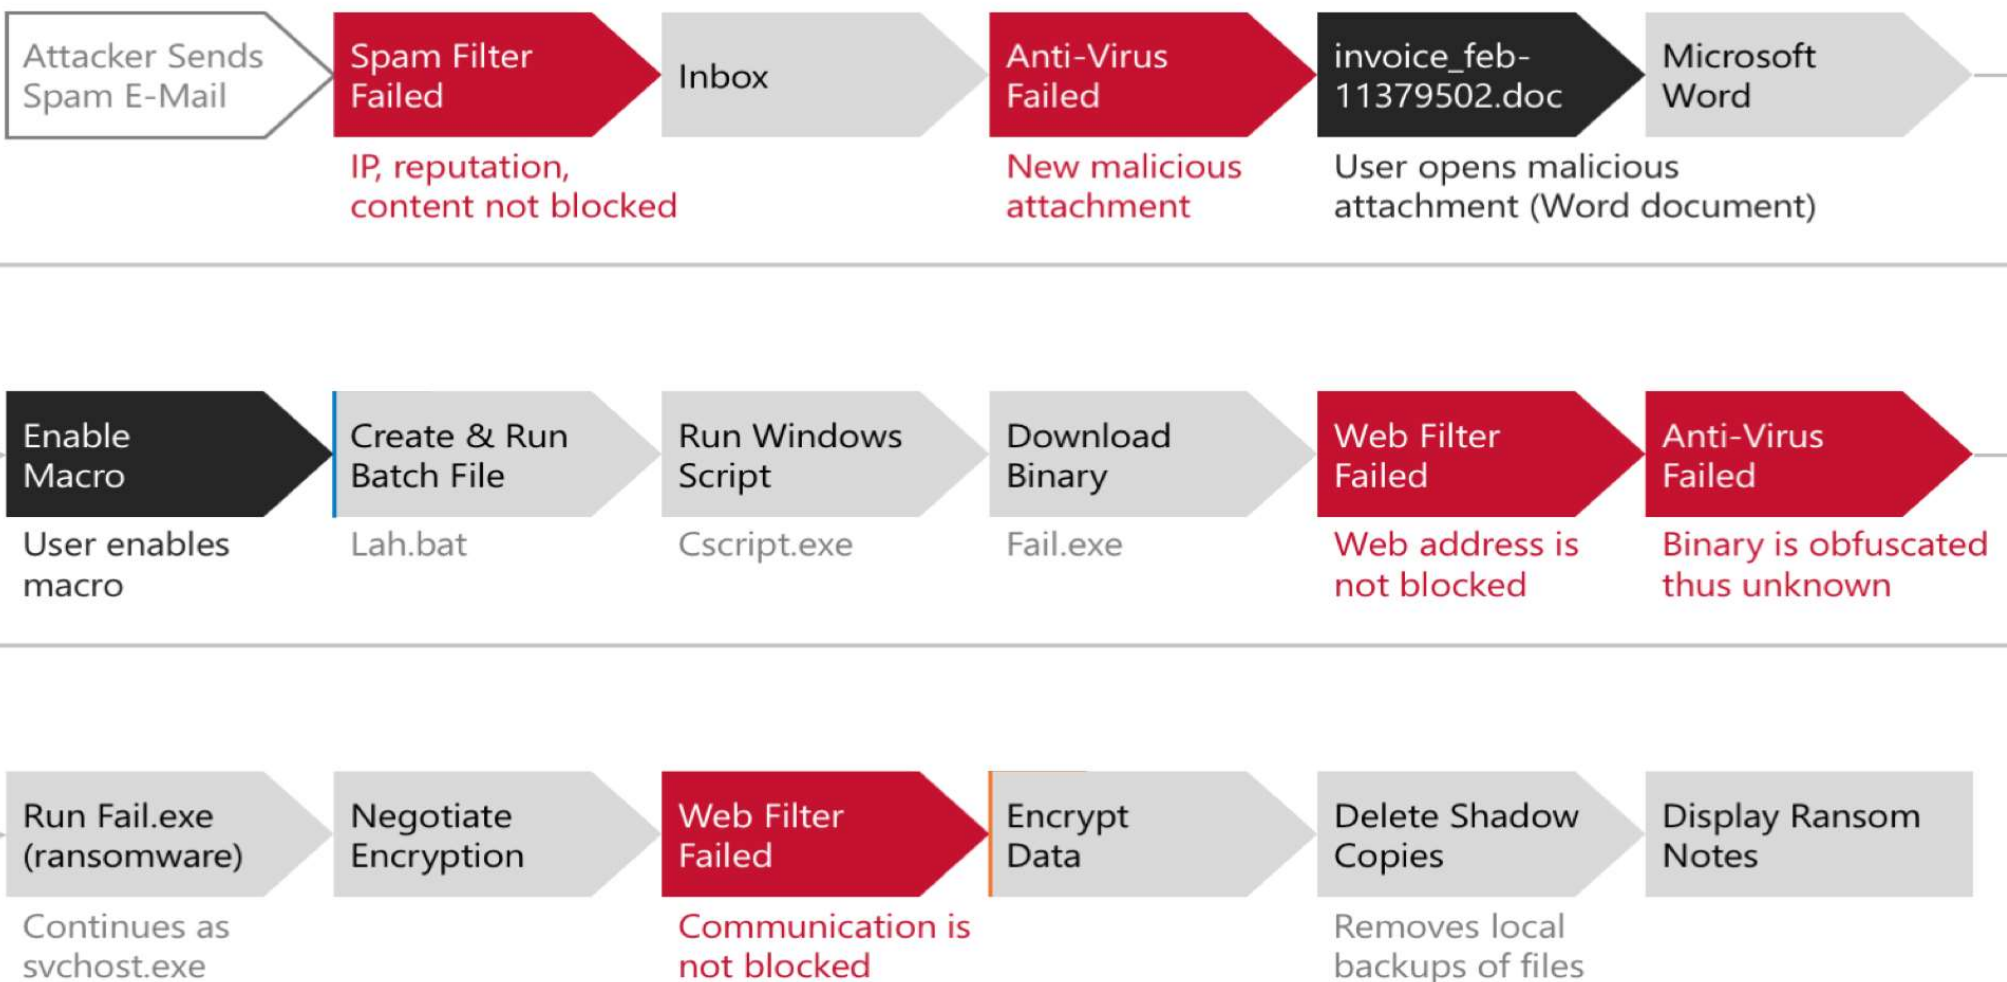 Attacker Sends
Spam E-Mail
Spam Filter
Failed
IP, reputation,
content not blocked
Inbox
Anti-Virus
Failed
New malicious
attachment
invoice_feb-
11379502.doc
User opens malicious
attachment (Word document)
Microsoft
Word
Enable
Macro
User enables
macro
Create & Run
Batch File
Lah.bat
Run Windows
Script
Cscript.exe
Download
Binary
Fail.exe
Web Filter
Failed
Web address is
not blocked
Anti-Virus
Failed
Binary is obfuscated
thus unknown
Run Fail.exe
(ransomware)
Continues as
svchost.exe
Negotiate
Encryption
Web Filter
Failed
Communication is
not blocked
Encrypt
Data
Delete Shadow
Copies
Removes local
backups of files
Display Ransom
Notes